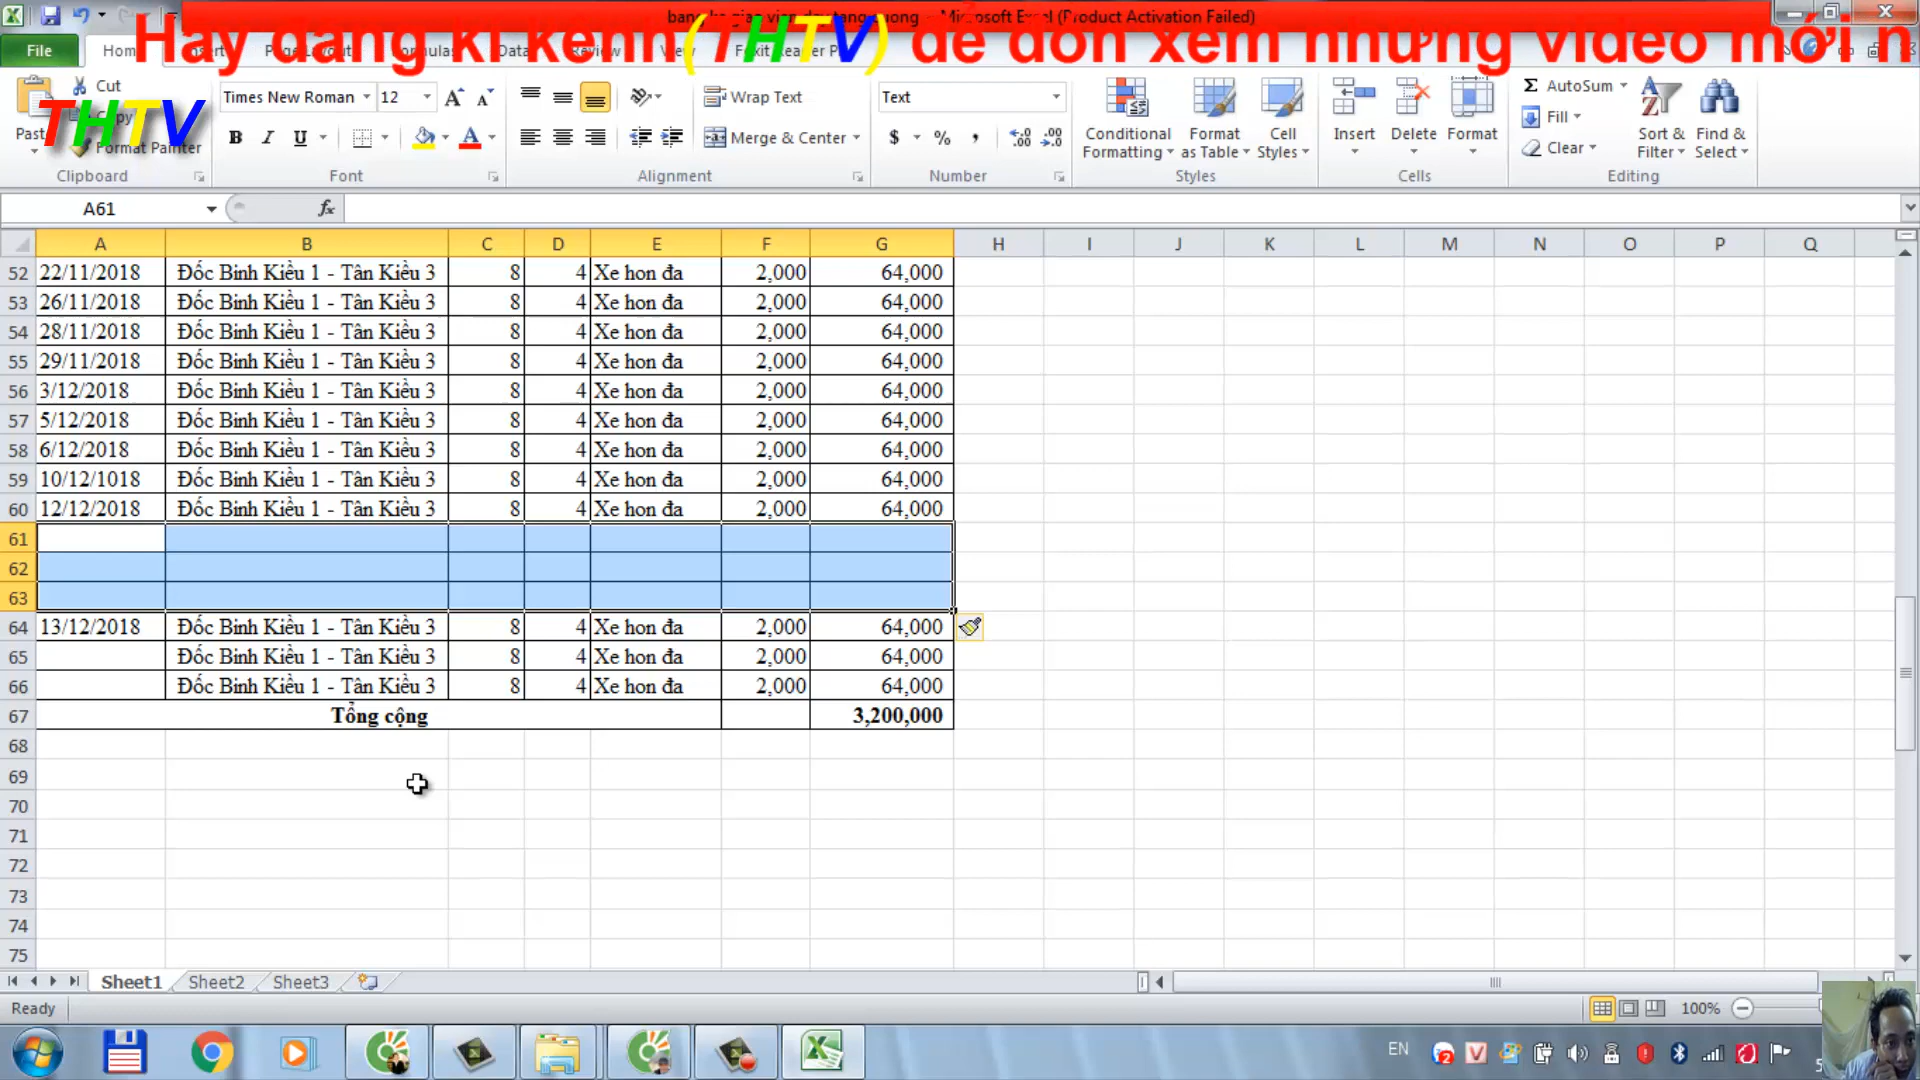 bang ke gian vien day tang cuong - Microsoft Excel (Product Activation Failed)
Hãy đăng kí kênh(THTV) để đón xem những video mới n
File Home Insert Page Layout Formulas Data Review View Foxit Reader P
THTV
Cut
Copy
Format Painter
Times New Roman 12
Wrap Text
Merge & Center
Text
$ % ,
Conditional Formatting
Format as Table
Cell Styles
Insert Delete Format
Σ AutoSum
Fill
Clear
Sort & Filter
Find & Select
Clipboard Font Alignment Number Styles Cells Editing
A61 fx
A B C D E F G H I J K L M N O P Q
52 22/11/2018 Đốc Binh Kiều 1 - Tân Kiều 3 8 4 Xe hon đa 2,000 64,000
53 26/11/2018 Đốc Binh Kiều 1 - Tân Kiều 3 8 4 Xe hon đa 2,000 64,000
54 28/11/2018 Đốc Binh Kiều 1 - Tân Kiều 3 8 4 Xe hon đa 2,000 64,000
55 29/11/2018 Đốc Binh Kiều 1 - Tân Kiều 3 8 4 Xe hon đa 2,000 64,000
56 3/12/2018 Đốc Binh Kiều 1 - Tân Kiều 3 8 4 Xe hon đa 2,000 64,000
57 5/12/2018 Đốc Binh Kiều 1 - Tân Kiều 3 8 4 Xe hon đa 2,000 64,000
58 6/12/2018 Đốc Binh Kiều 1 - Tân Kiều 3 8 4 Xe hon đa 2,000 64,000
59 10/12/1018 Đốc Binh Kiều 1 - Tân Kiều 3 8 4 Xe hon đa 2,000 64,000
60 12/12/2018 Đốc Binh Kiều 1 - Tân Kiều 3 8 4 Xe hon đa 2,000 64,000
61
62
63
64 13/12/2018 Đốc Binh Kiều 1 - Tân Kiều 3 8 4 Xe hon đa 2,000 64,000
65 Đốc Binh Kiều 1 - Tân Kiều 3 8 4 Xe hon đa 2,000 64,000
66 Đốc Binh Kiều 1 - Tân Kiều 3 8 4 Xe hon đa 2,000 64,000
67 Tổng cộng 3,200,000
68
69
70
71
72
73
74
75
Sheet1 Sheet2 Sheet3
Ready 100%
EN